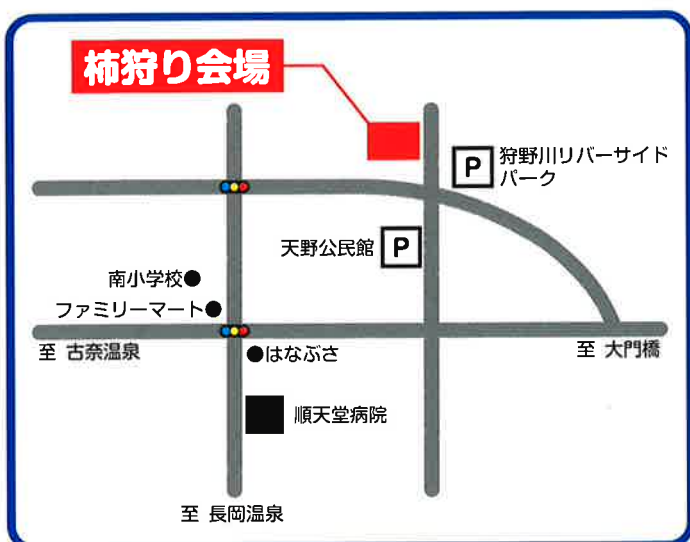 柿狩り会場
P
狩野川リバーサイド
パーク
天野公民館
P
南小学校●
ファミリーマート●
至 古奈温泉
●はなぶさ
至 大門橋
順天堂病院
至 長岡温泉